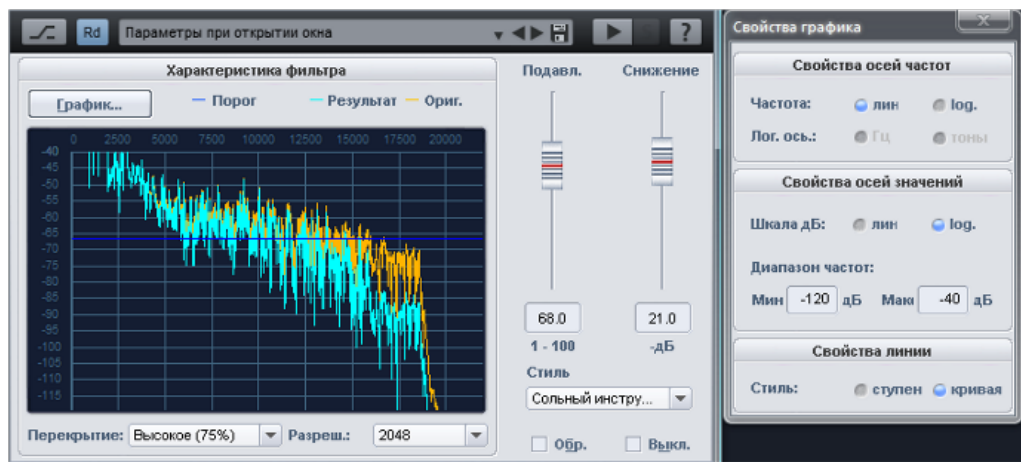 Rd Параметры при открытии окна ?
Характеристика фильтра
График... Порог Результат Ориг.
0 2500 5000 7500 10000 12500 15000 17500 20000
-40
-45
-50
-55
-60
-65
-70
-75
-80
-85
-90
-95
-100
-105
-110
-115
Перекрытие: Высокое (75%) Разреш.: 2048
Подавл. Снижение
68.0 21.0
1 - 100 -дБ
Стиль
Сольный инстру...
Обр. Выкл.
Свойства графика
Свойства осей частот
Частота: лин log.
Лог. ось.: Гц тоны
Свойства осей значений
Шкала дБ: лин log.
Диапазон частот:
Мин -120 дБ Макс -40 дБ
Свойства линии
Стиль: ступен кривая